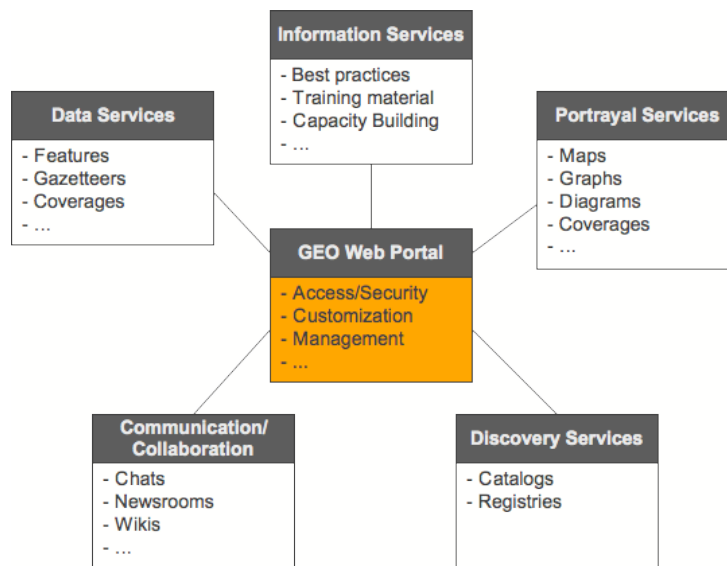 Information Services
- Best practices
- Training material
- Capacity Building
- ...
Data Services
- Features
- Gazetteers
- Coverages
- ...
Portrayal Services
- Maps
- Graphs
- Diagrams
- Coverages
- ...
GEO Web Portal
- Access/Security
- Customization
- Management
- ...
Communication/
Collaboration
- Chats
- Newsrooms
- Wikis
- ...
Discovery Services
- Catalogs
- Registries